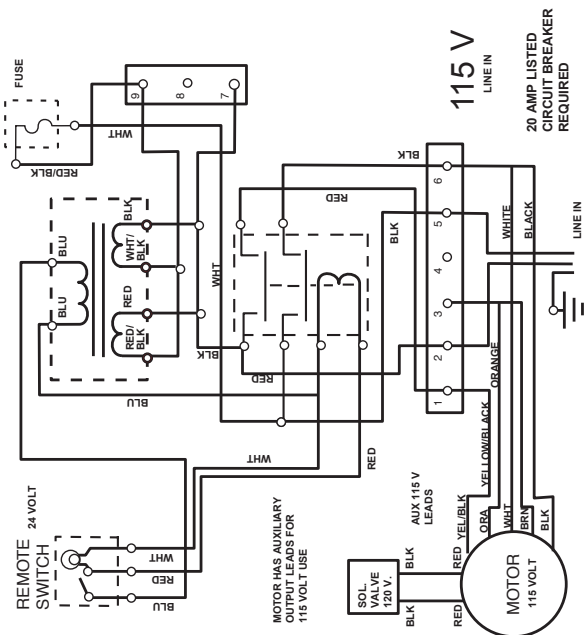 REMOTE
SWITCH
24 VOLT
WHT
RED
BLU
BLU
BLU
BLU
RED/
BLK
RED
WHT/
BLK
BLK
RED/BLK
FUSE
WHT
9
8
7
WHT
BLK
RED
RED
BLK
WHT
RED
BLK
MOTOR HAS AUXILIARY
OUTPUT LEADS FOR
115 VOLT USE
1
2
3
4
5
6
115 V
LINE IN
20 AMP LISTED
CIRCUIT BREAKER
REQUIRED
SOL.
VALVE
120 V.
BLK
BLK
RED
RED
AUX 115 V
LEADS
MOTOR
115 VOLT
YEL/BLK
ORA
WHT
BRN
BLK
YELLOW/BLACK
ORANGE
WHITE
BLACK
LINE IN